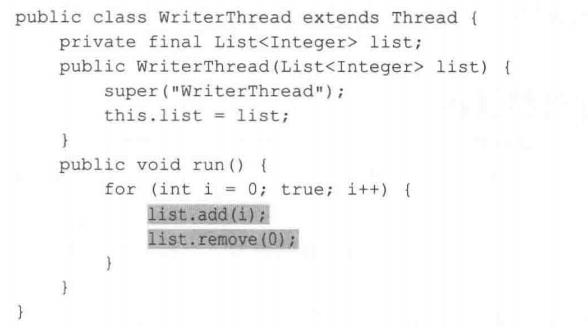 public class WriterThread extends Thread {
    private final List<Integer> list;
    public WriterThread(List<Integer> list) {
        super("WriterThread");
        this.list = list;
    }
    public void run() {
        for (int i = 0; true; i++) {
            list.add(i);
            list.remove(0);
        }
    }
}